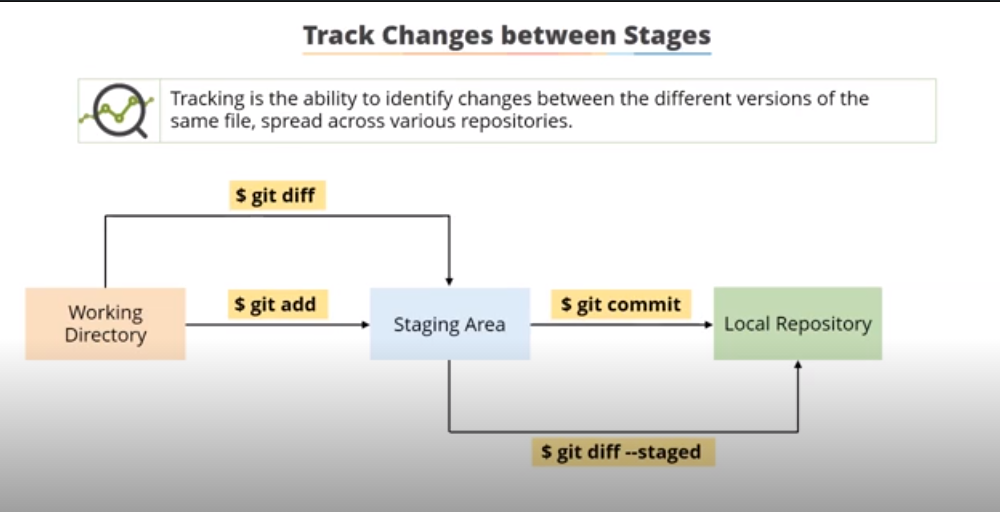 Track Changes between Stages
Tracking is the ability to identify changes between the different versions of the
same file, spread across various repositories.
$ git diff
Working
Directory
$ git add
Staging Area
$ git commit
Local Repository
$ git diff --staged